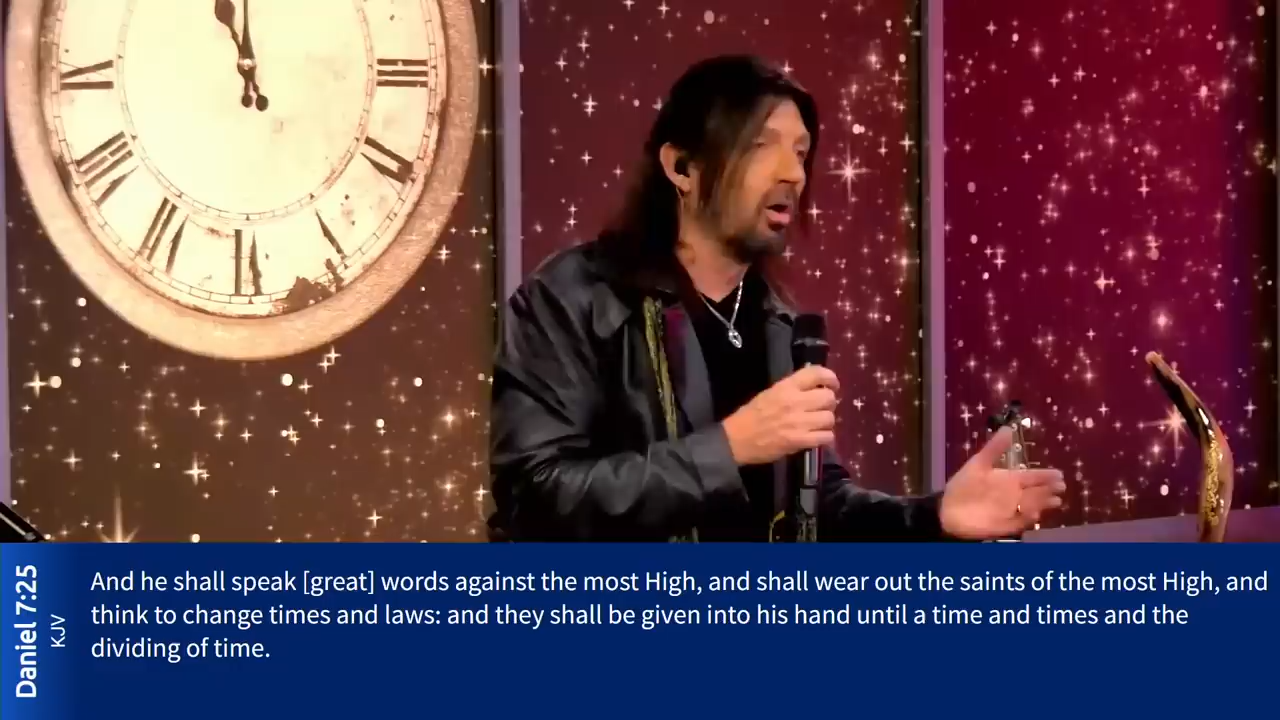 Daniel 7:25
KJV
And he shall speak [great] words against the most High, and shall wear out the saints of the most High, and
think to change times and laws: and they shall be given into his hand until a time and times and the
dividing of time.